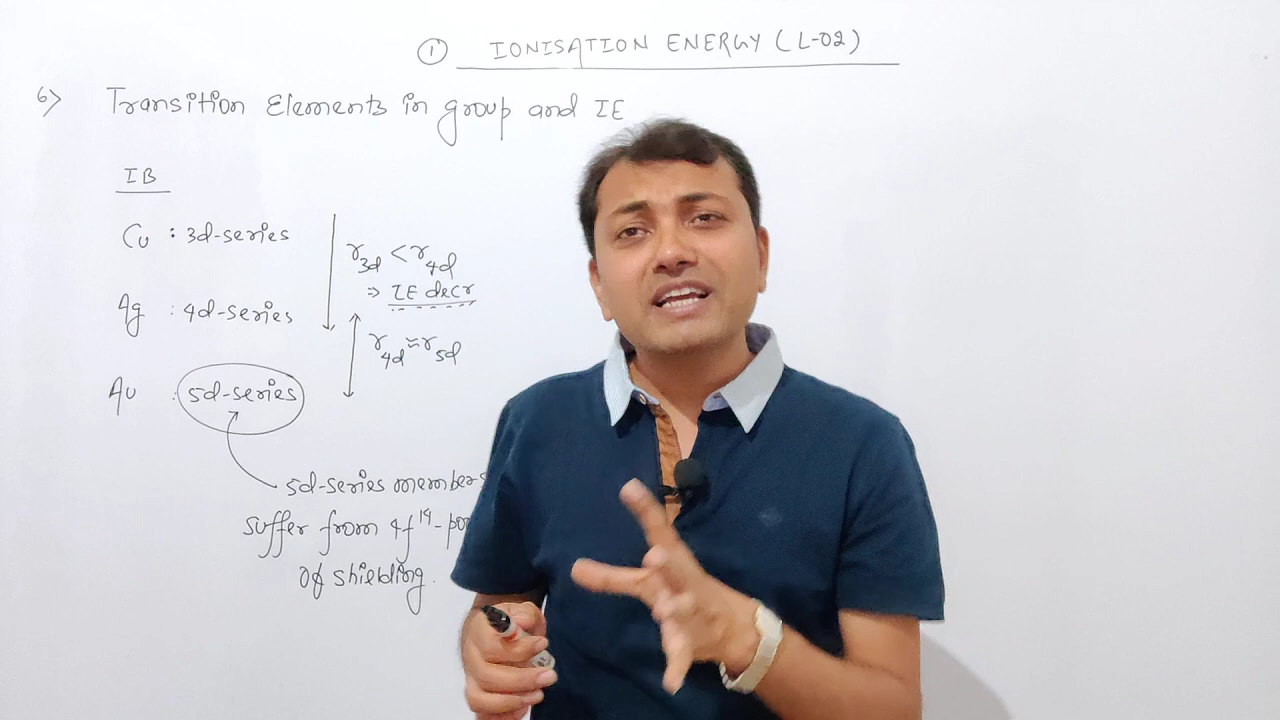 ① IONISATION ENERGY (L-02)
6> Transition Elements in group and IE
IB
Cu : 3d-series
r3d < r4d
⇒ IE decr
Ag : 4d-series
r4d ≈ r5d
Au : 5d-series
5d-series members
suffer from 4f¹⁴-
of shielding.